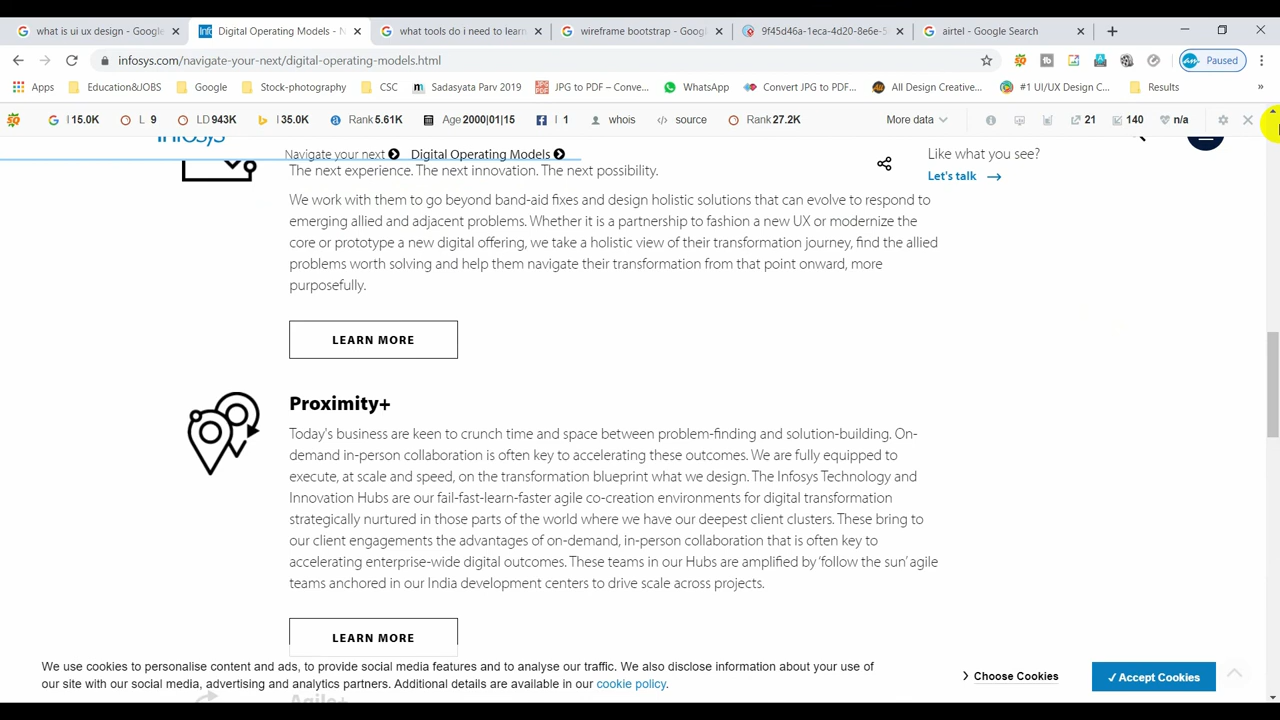 what is ui ux design - Google
Digital Operating Models - N
what tools do i need to learn
wireframe bootstrap - Googl
9f45d46a-1eca-4d20-8e6e-5
airtel - Google Search
infosys.com/navigate-your-next/digital-operating-models.html
Paused
Apps
Education&JOBS
Google
Stock-photography
CSC
Sadasyata Parv 2019
JPG to PDF – Conve...
WhatsApp
Convert JPG to PDF...
All Design Creative...
#1 UI/UX Design C...
Results
I 15.0K
L 9
LD 943K
I 35.0K
Rank 5.61K
Age 2000|01|15
I 1
whois
source
Rank 27.2K
More data
21
140
n/a
Infosys
Navigate your next
Digital Operating Models
Like what you see?
Let's talk
The next experience. The next innovation. The next possibility.
We work with them to go beyond band-aid fixes and design holistic solutions that can evolve to respond to
emerging allied and adjacent problems. Whether it is a partnership to fashion a new UX or modernize the
core or prototype a new digital offering, we take a holistic view of their transformation journey, find the allied
problems worth solving and help them navigate their transformation from that point onward, more
purposefully.
LEARN MORE
Proximity+
Today's business are keen to crunch time and space between problem-finding and solution-building. On-
demand in-person collaboration is often key to accelerating these outcomes. We are fully equipped to
execute, at scale and speed, on the transformation blueprint what we design. The Infosys Technology and
Innovation Hubs are our fail-fast-learn-faster agile co-creation environments for digital transformation
strategically nurtured in those parts of the world where we have our deepest client clusters. These bring to
our client engagements the advantages of on-demand, in-person collaboration that is often key to
accelerating enterprise-wide digital outcomes. These teams in our Hubs are amplified by 'follow the sun' agile
teams anchored in our India development centers to drive scale across projects.
LEARN MORE
Agile+
We use cookies to personalise content and ads, to provide social media features and to analyse our traffic. We also disclose information about your use of
our site with our social media, advertising and analytics partners. Additional details are available in our cookie policy.
Choose Cookies
✓ Accept Cookies